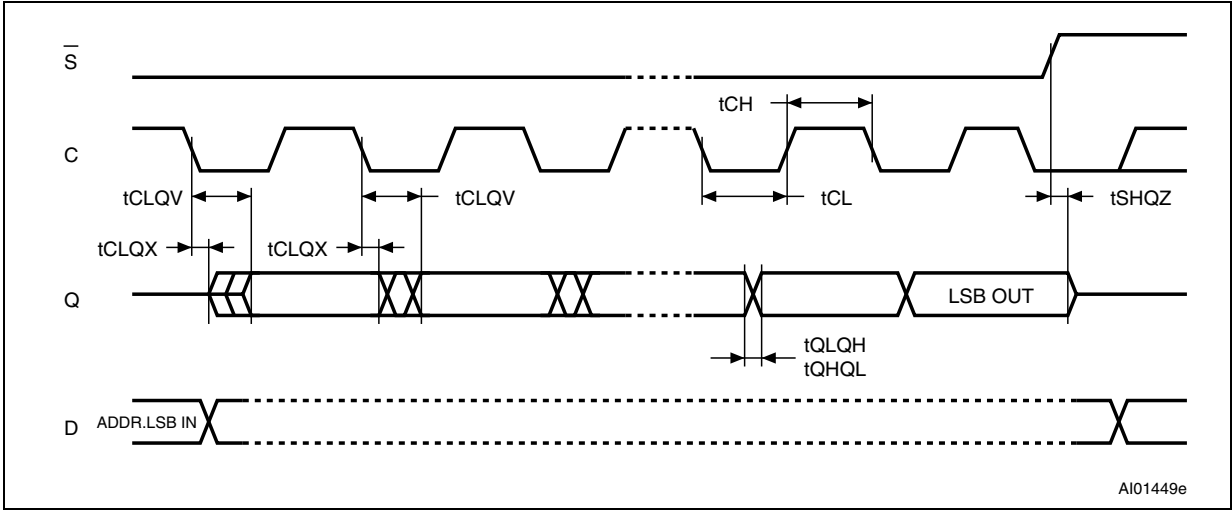 S̅
tCH
C
tCLQV
tCLQV
tCL
tSHQZ
tCLQX
tCLQX
Q
LSB OUT
tQLQH
tQHQL
D
ADDR.LSB IN
AI01449e